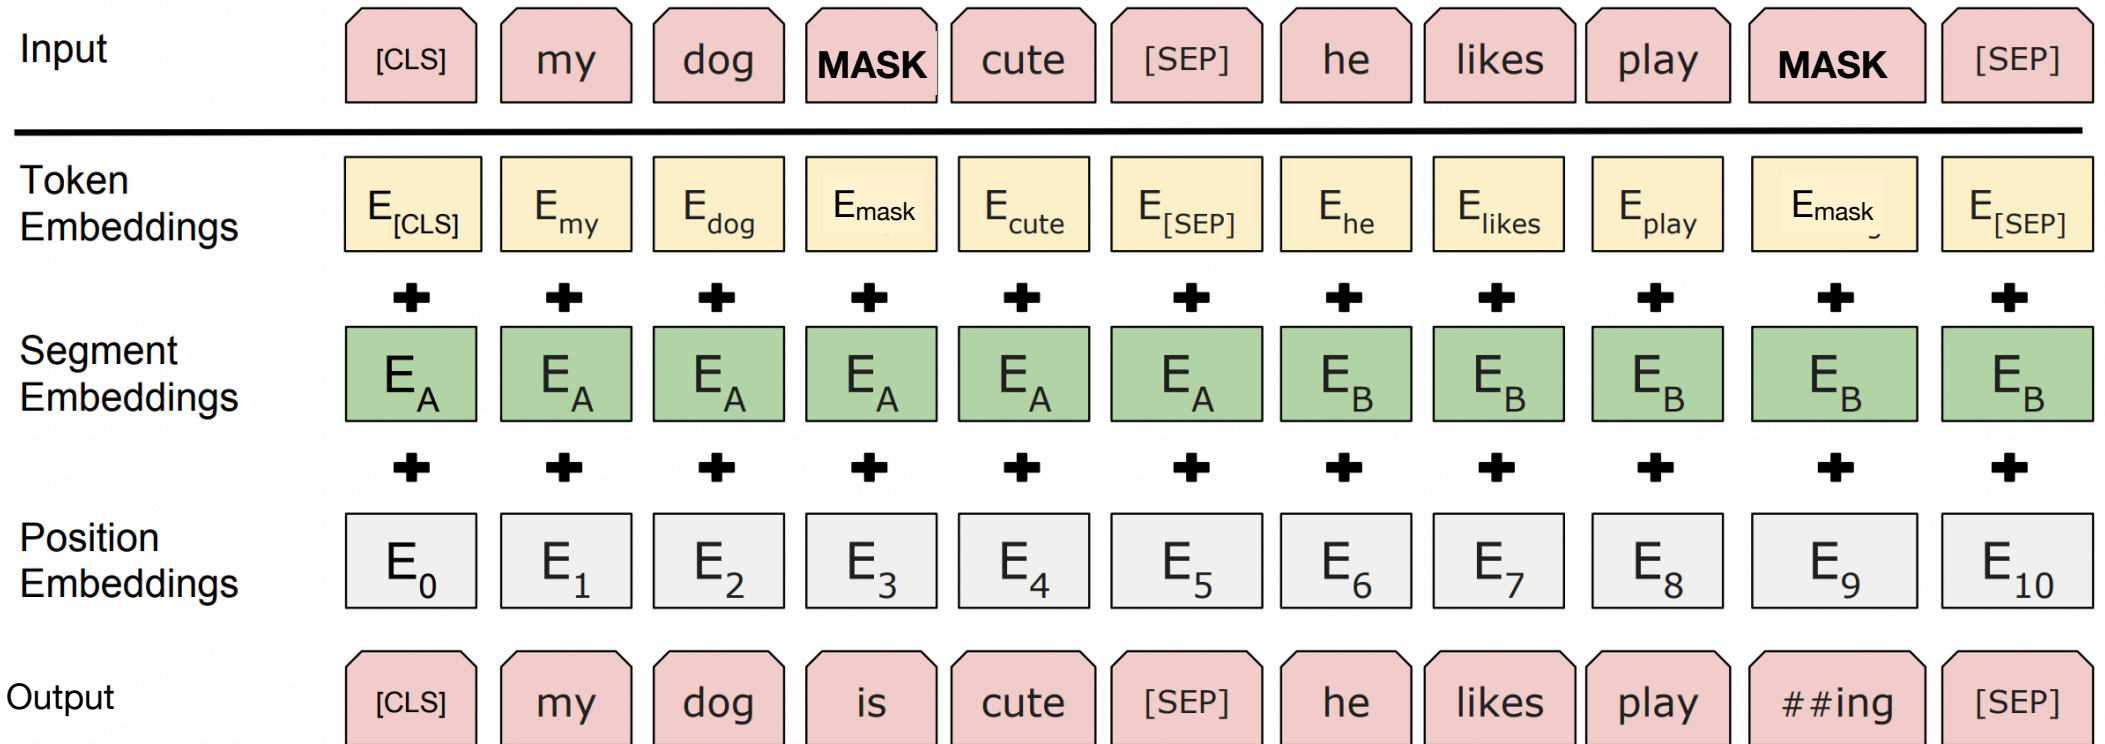 Input [CLS] my dog MASK cute [SEP] he likes play MASK [SEP]
Token Embeddings E[CLS] Emy Edog Emask Ecute E[SEP] Ehe Elikes Eplay Emask E[SEP]
+ + + + + + + + + + +
Segment Embeddings EA EA EA EA EA EA EB EB EB EB EB
+ + + + + + + + + + +
Position Embeddings E0 E1 E2 E3 E4 E5 E6 E7 E8 E9 E10
Output [CLS] my dog is cute [SEP] he likes play ##ing [SEP]